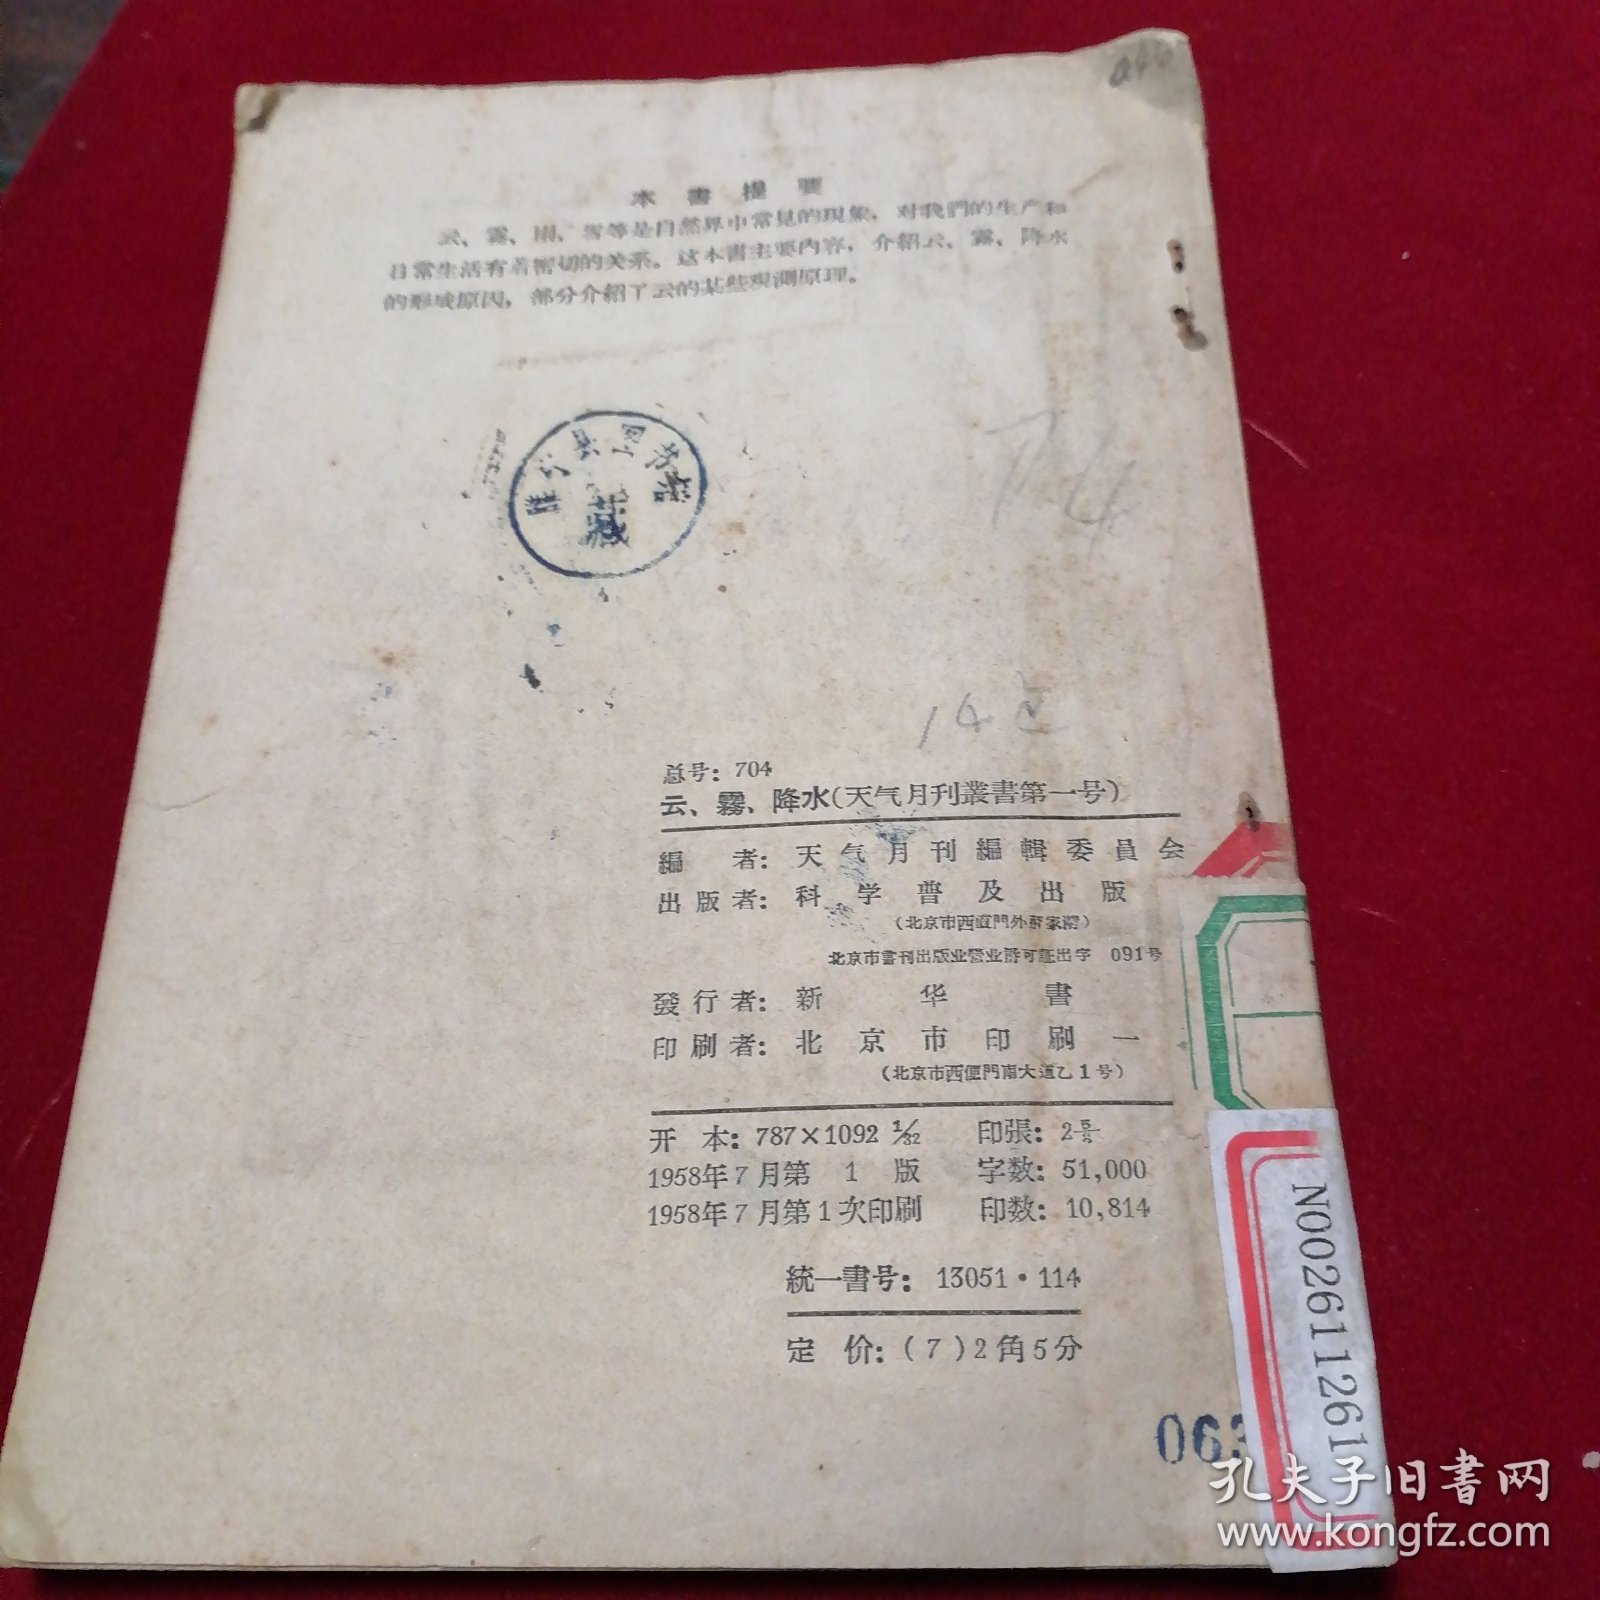 本書提要
云、霧、雨、雪等是自然界中常見的現象，对我們的生产和
日常生活有着密切的关系。这本書主要内容，介紹云、霧、降水
的形成原因，部分介紹了云的某些观測原理。
藏
14
总号：704
云、霧、降水（天气月刊叢書第一号）
編 者：天气月刊編輯委員会
出版者：科学普及出版
（北京市西直門外
北京市書刊出版业营业許可証出字 091号
發行者：新华書
印刷者：北京市印刷一
（北京市西便門南大道乙1号）
开 本：787×1092 1/32 印張：2
1958年7月第 1 版 字数：51,000
1958年7月第1次印刷 印数：10,814
統一書号：13051·114
定 价：（7）2角5分
063
N0026112261
孔夫子旧書网
www.kongfz.com